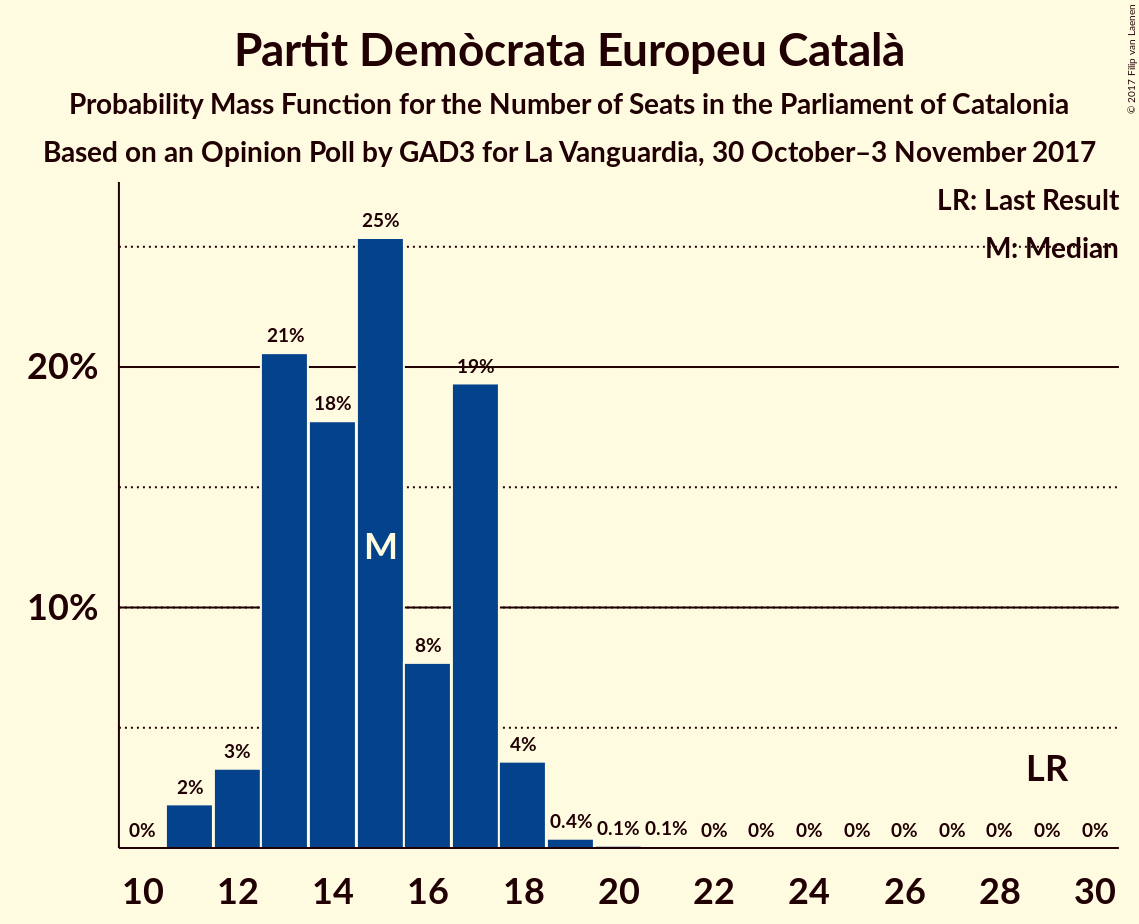 Partit Demòcrata Europeu Català
Probability Mass Function for the Number of Seats in the Parliament of Catalonia
Based on an Opinion Poll by GAD3 for La Vanguardia, 30 October–3 November 2017
© 2017 Filip van Laenen
LR: Last Result
M: Median
20%
10%
0%
2%
3%
21%
18%
25%
8%
19%
4%
0.4%
0.1%
0.1%
0%
0%
0%
0%
0%
0%
0%
0%
0%
M
LR
10 12 14 16 18 20 22 24 26 28 30